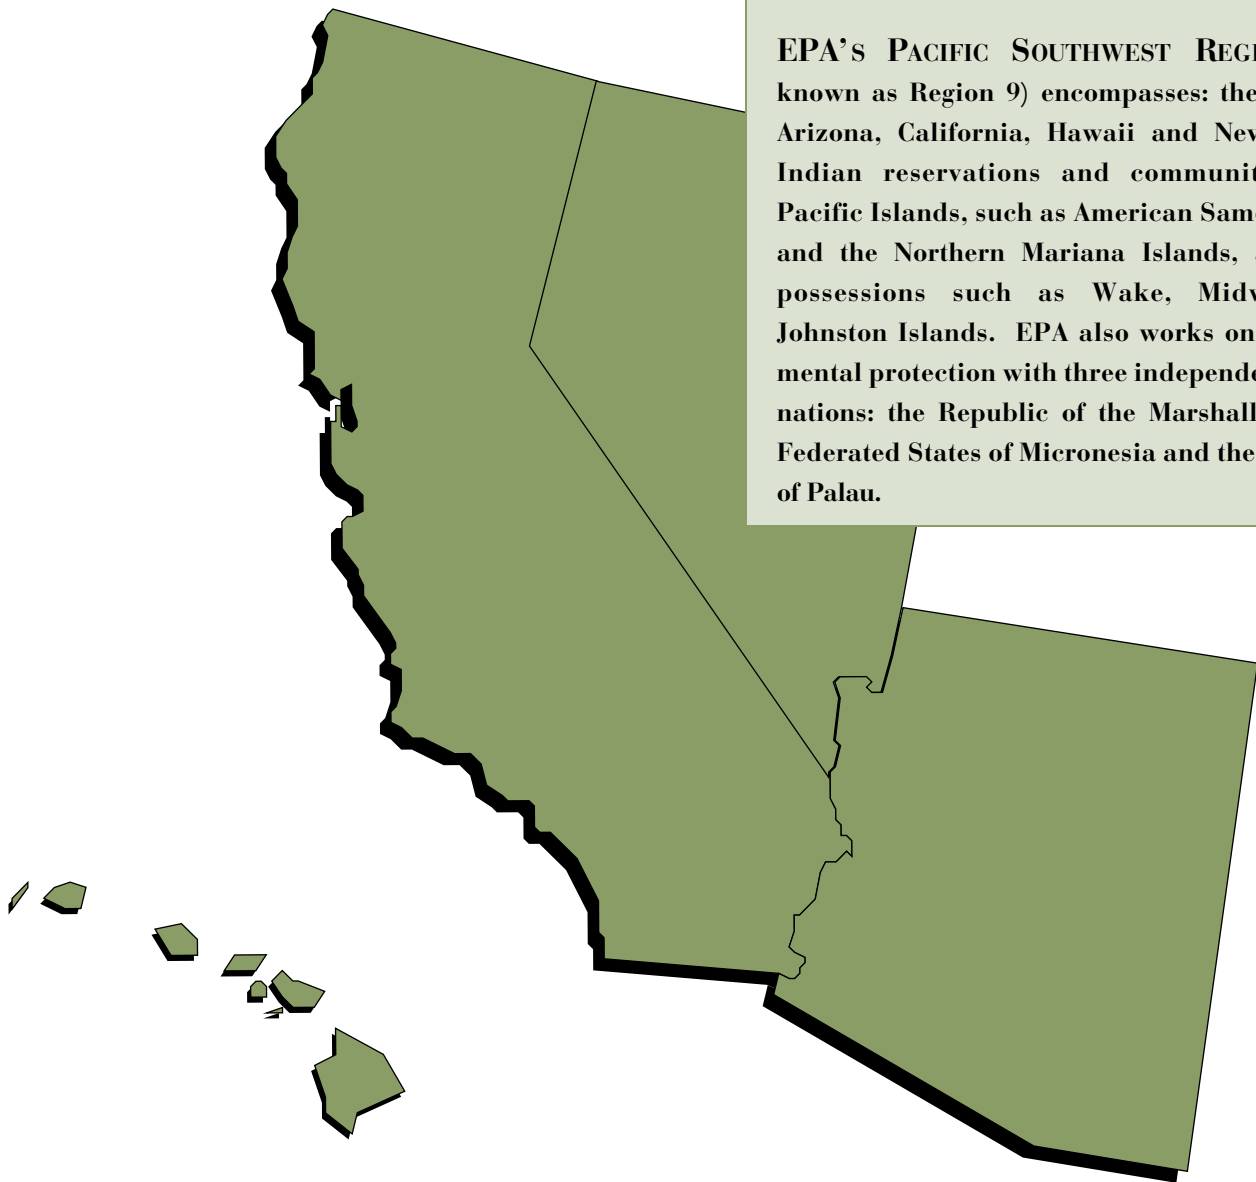 EPA's PACIFIC SOUTHWEST REGI
known as Region 9) encompasses: the
Arizona, California, Hawaii and Nev
Indian reservations and communit
Pacific Islands, such as American Samo
and the Northern Mariana Islands,
possessions such as Wake, Midw
Johnston Islands. EPA also works on
mental protection with three independe
nations: the Republic of the Marshall
Federated States of Micronesia and the
of Palau.